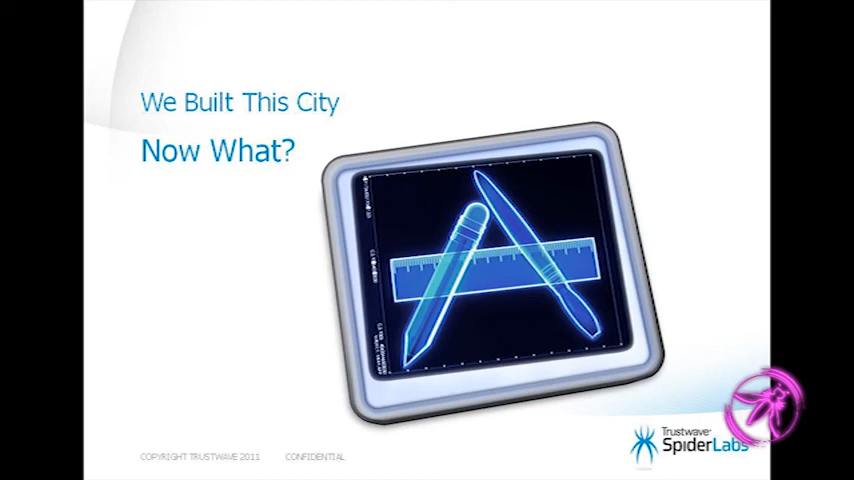 We Built This City
Now What?
Trustwave®
SpiderLabs
COPYRIGHT TRUSTWAVE 2011 CONFIDENTIAL